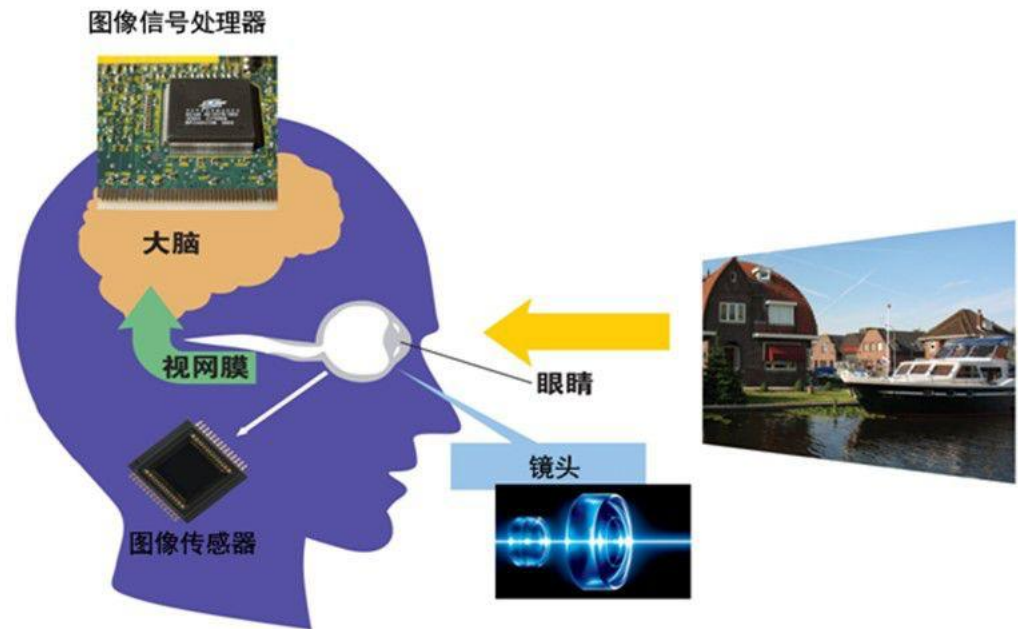 图像信号处理器
大脑
视网膜
眼睛
镜头
图像传感器